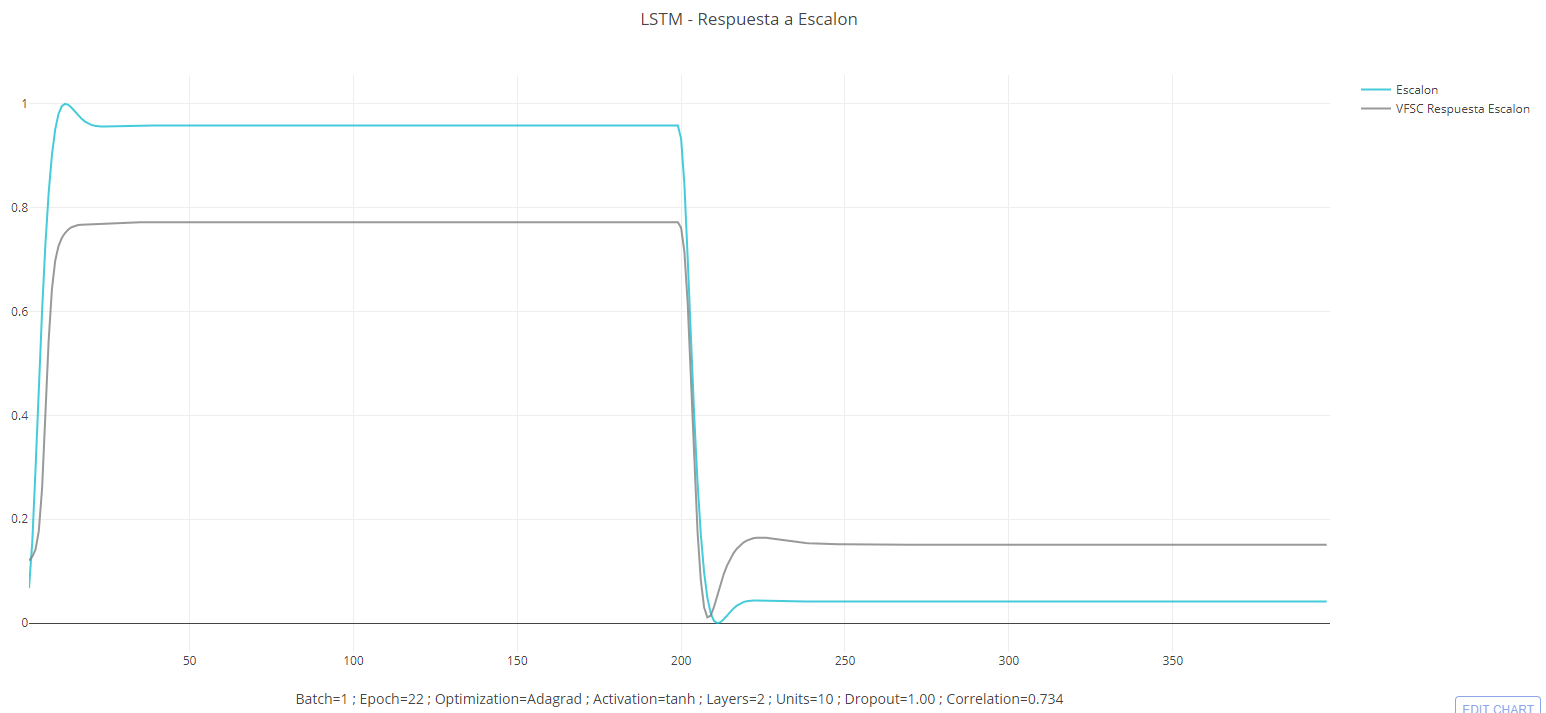 LSTM - Respuesta a Escalon
Escalon
VFSC Respuesta Escalon
1
0.8
0.6
0.4
0.2
0
50 100 150 200 250 300 350
Batch=1 ; Epoch=22 ; Optimization=Adagrad ; Activation=tanh ; Layers=2 ; Units=10 ; Dropout=1.00 ; Correlation=0.734
EDIT CHART